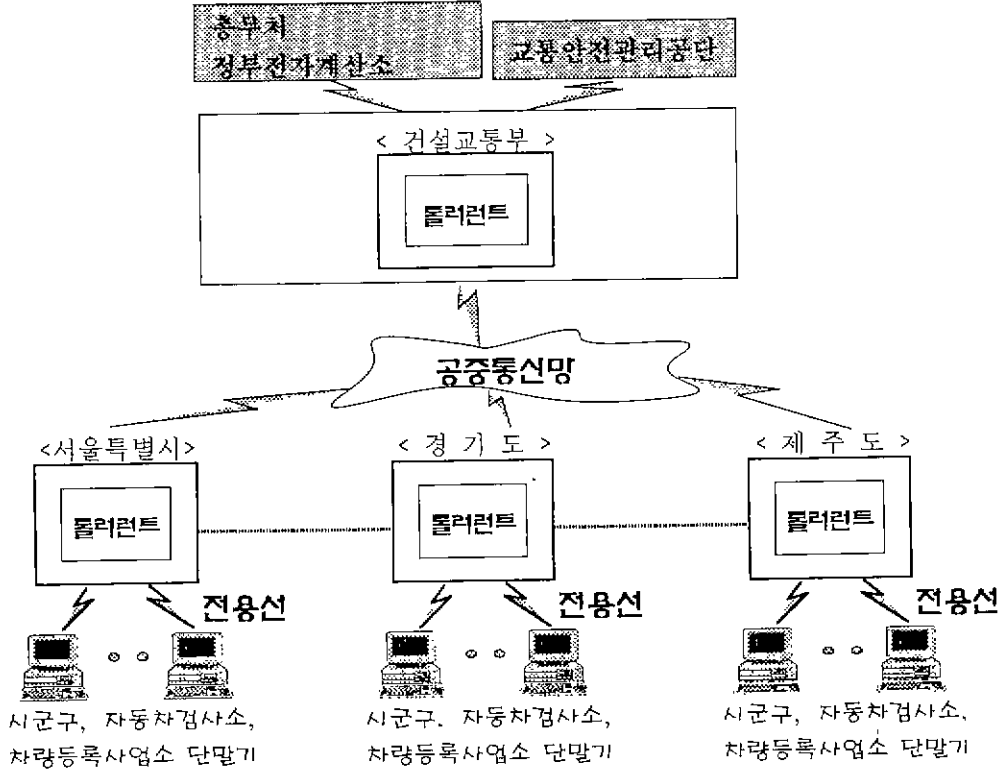 총무처
정부전자계산소
교통안전관리공단
< 건설교통부 >
톨러런트
공중통신망
<서울특별시>
< 경 기 도 >
< 제 주 도 >
톨러런트
톨러런트
톨러런트
전용선
전용선
전용선
시군구, 자동차검사소,
차량등록사업소 단말기
시군구, 자동차검사소,
차량등록사업소 단말기
시군구, 자동차검사소,
차량등록사업소 단말기